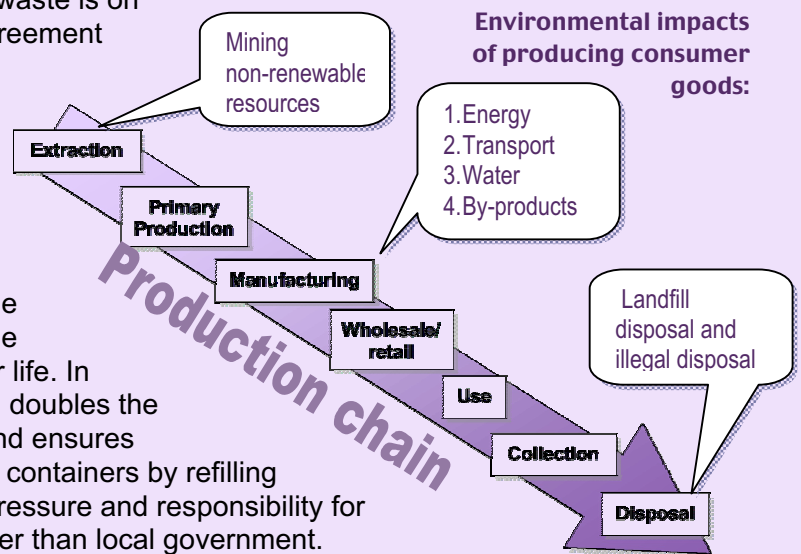 waste is on
reement
Environmental impacts
of producing consumer
goods:
Mining
non-renewable
resources
1.Energy
2.Transport
3.Water
4.By-products
Extraction
Primary
Production
Manufacturing
Wholesale/
retail
Use
Collection
Disposal
Production chain
Landfill
disposal and
illegal disposal
e
e
r life. In
doubles the
nd ensures
containers by refilling
ressure and responsibility for
er than local government.